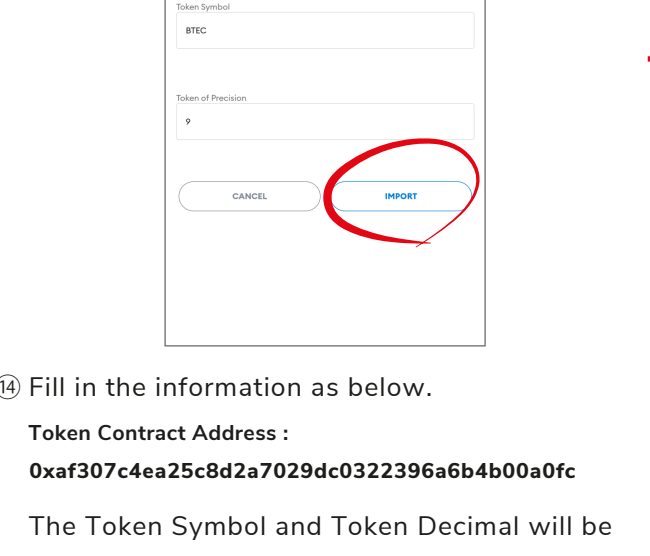 Token Symbol
BTEC
Token of Precision
9
CANCEL IMPORT
14 Fill in the information as below.
Token Contract Address :
0xaf307c4ea25c8d2a7029dc0322396a6b4b00a0fc
The Token Symbol and Token Decimal will be